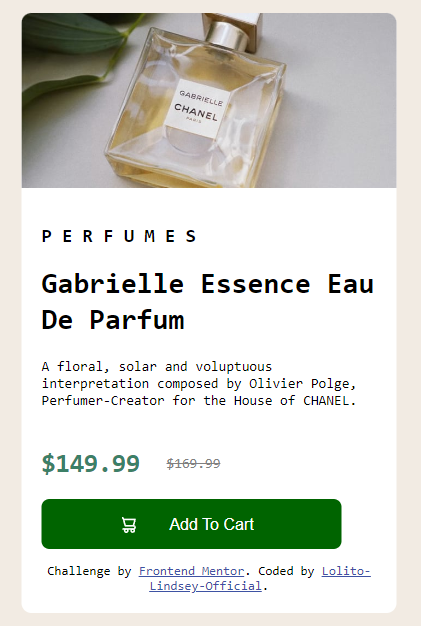 GABRIELLE
CHANEL
PARIS
P E R F U M E S
Gabrielle Essence Eau
De Parfum
A floral, solar and voluptuous
interpretation composed by Olivier Polge,
Perfumer-Creator for the House of CHANEL.
$149.99 $169.99
Add To Cart
Challenge by Frontend Mentor. Coded by Lolito-
Lindsey-Official.